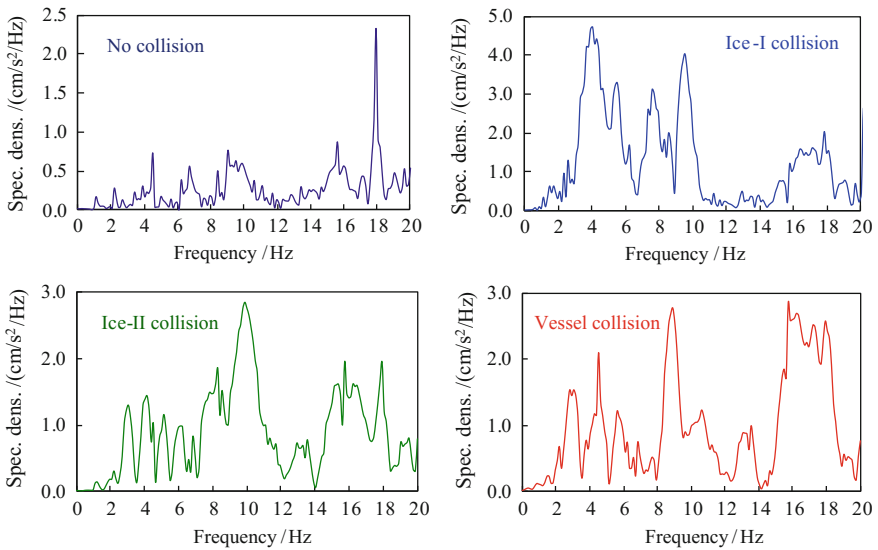 No collision
Spec. dens. /(cm/s²/Hz)
2.5
2.0
1.5
1.0
0.5
0.0
0 2 4 6 8 10 12 14 16 18 20
Frequency / Hz
Ice-I collision
Spec. dens. /(cm/s²/Hz)
5.0
4.0
3.0
2.0
1.0
0.0
0 2 4 6 8 10 12 14 16 18 20
Frequency / Hz
Ice-II collision
Spec. dens. /(cm/s²/Hz)
3.0
2.0
1.0
0.0
0 2 4 6 8 10 12 14 16 18 20
Frequency / Hz
Vessel collision
Spec. dens. /(cm/s²/Hz)
3.0
2.0
1.0
0.0
0 2 4 6 8 10 12 14 16 18 20
Frequency / Hz